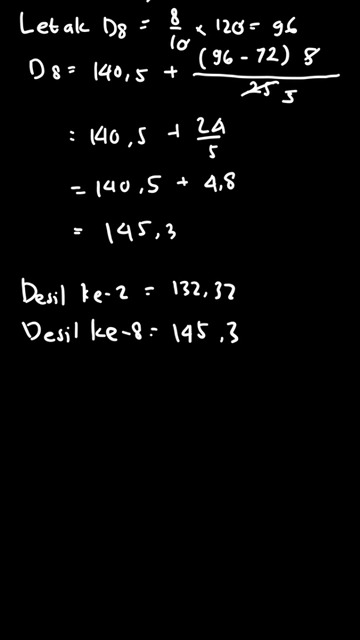 Letak D8 = 8/10 x 120 = 96
D8 = 140,5 + (96 - 72) 8 / 25 5
= 140,5 + 24/5
= 140,5 + 4,8
= 145,3
Desil ke-2 = 132,32
Desil ke-8 = 145,3